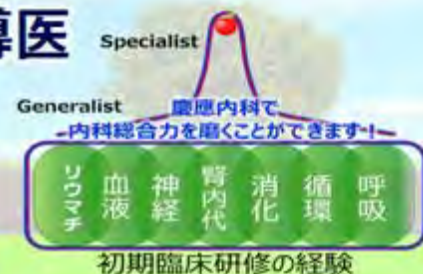 導医
Specialist
Generalist
慶應内科で
内科総合力を磨くことができます！
リウマチ
血液
神経
腎内代
消化
循環
呼吸
初期臨床研修の経験